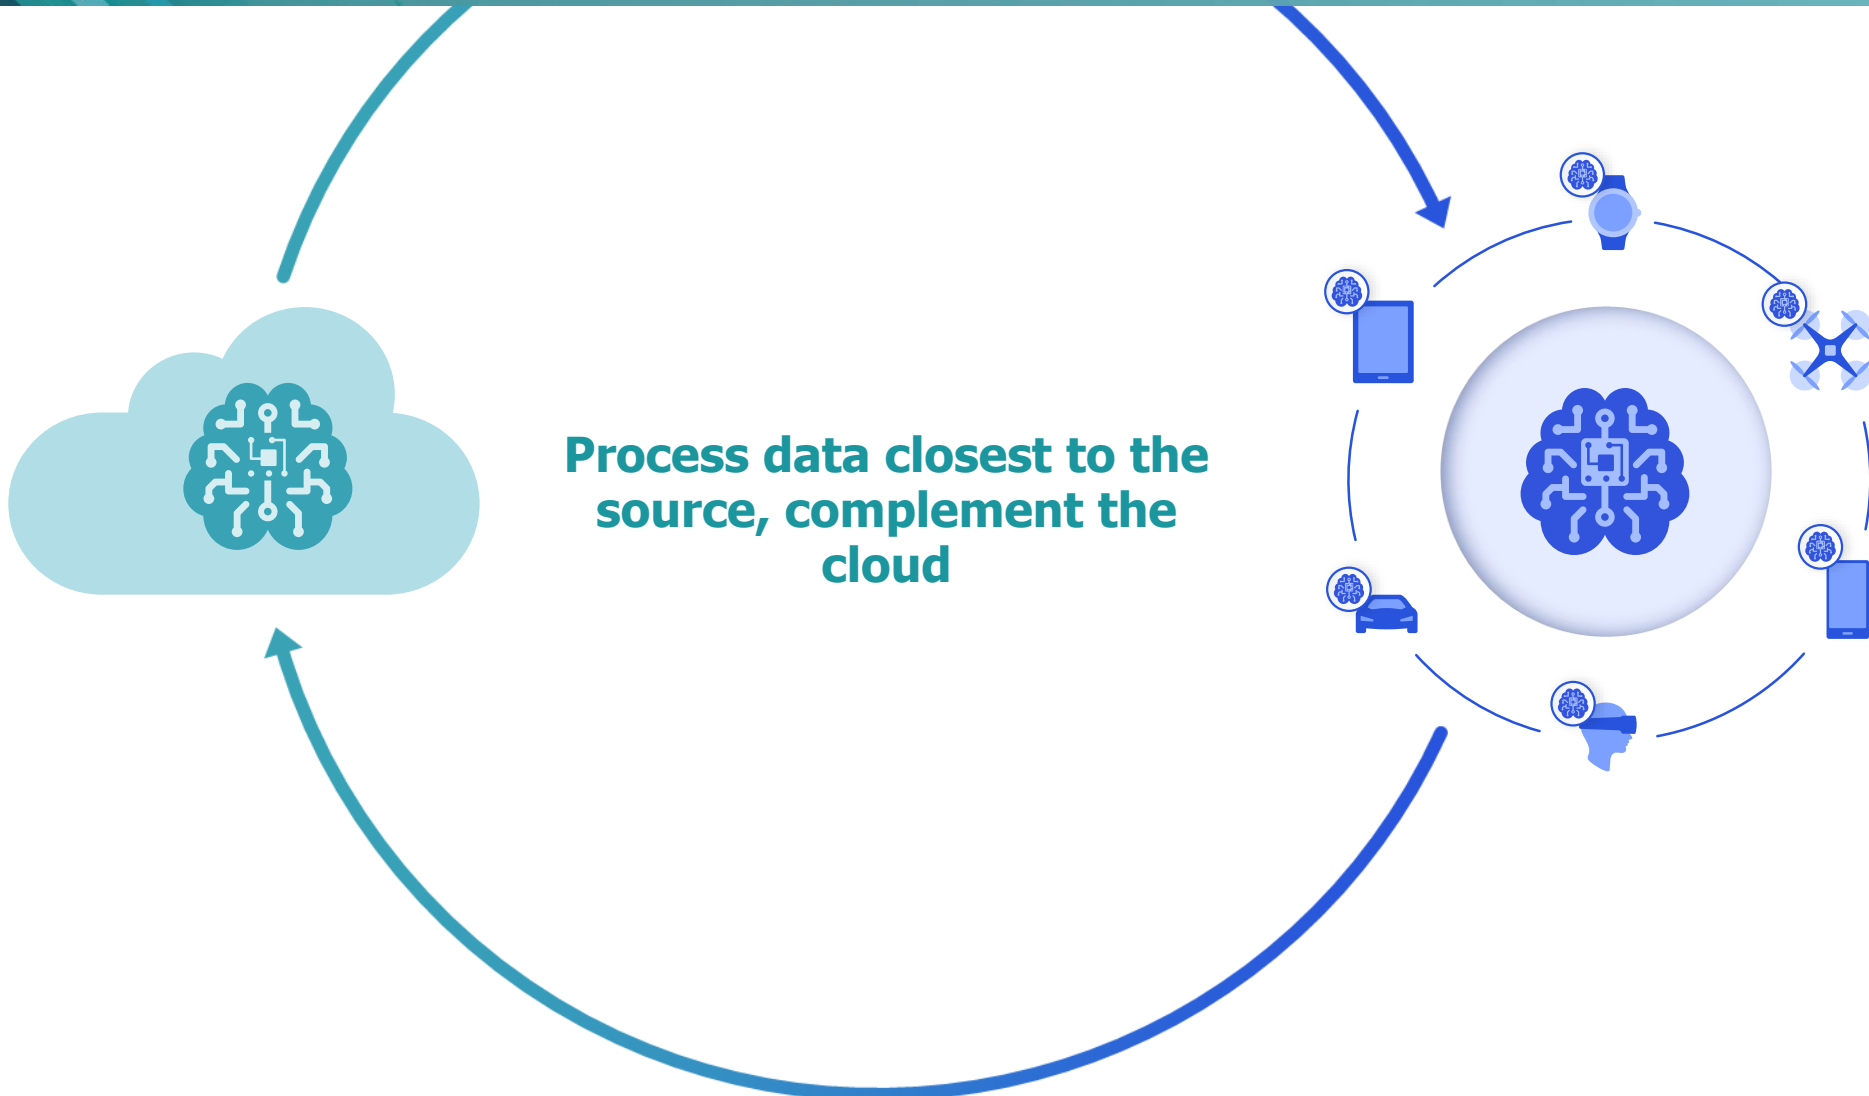 Process data closest to the
source, complement the
cloud